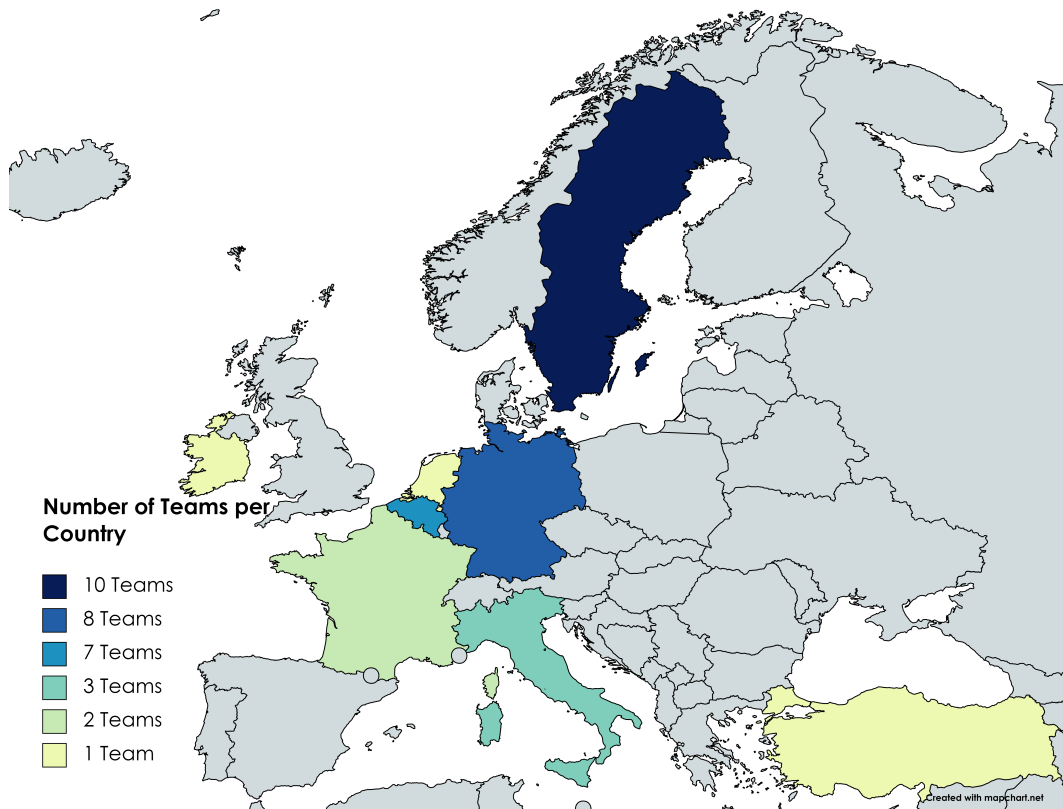 Number of Teams per
Country
10 Teams
8 Teams
7 Teams
3 Teams
2 Teams
1 Team
Created with mapchart.net